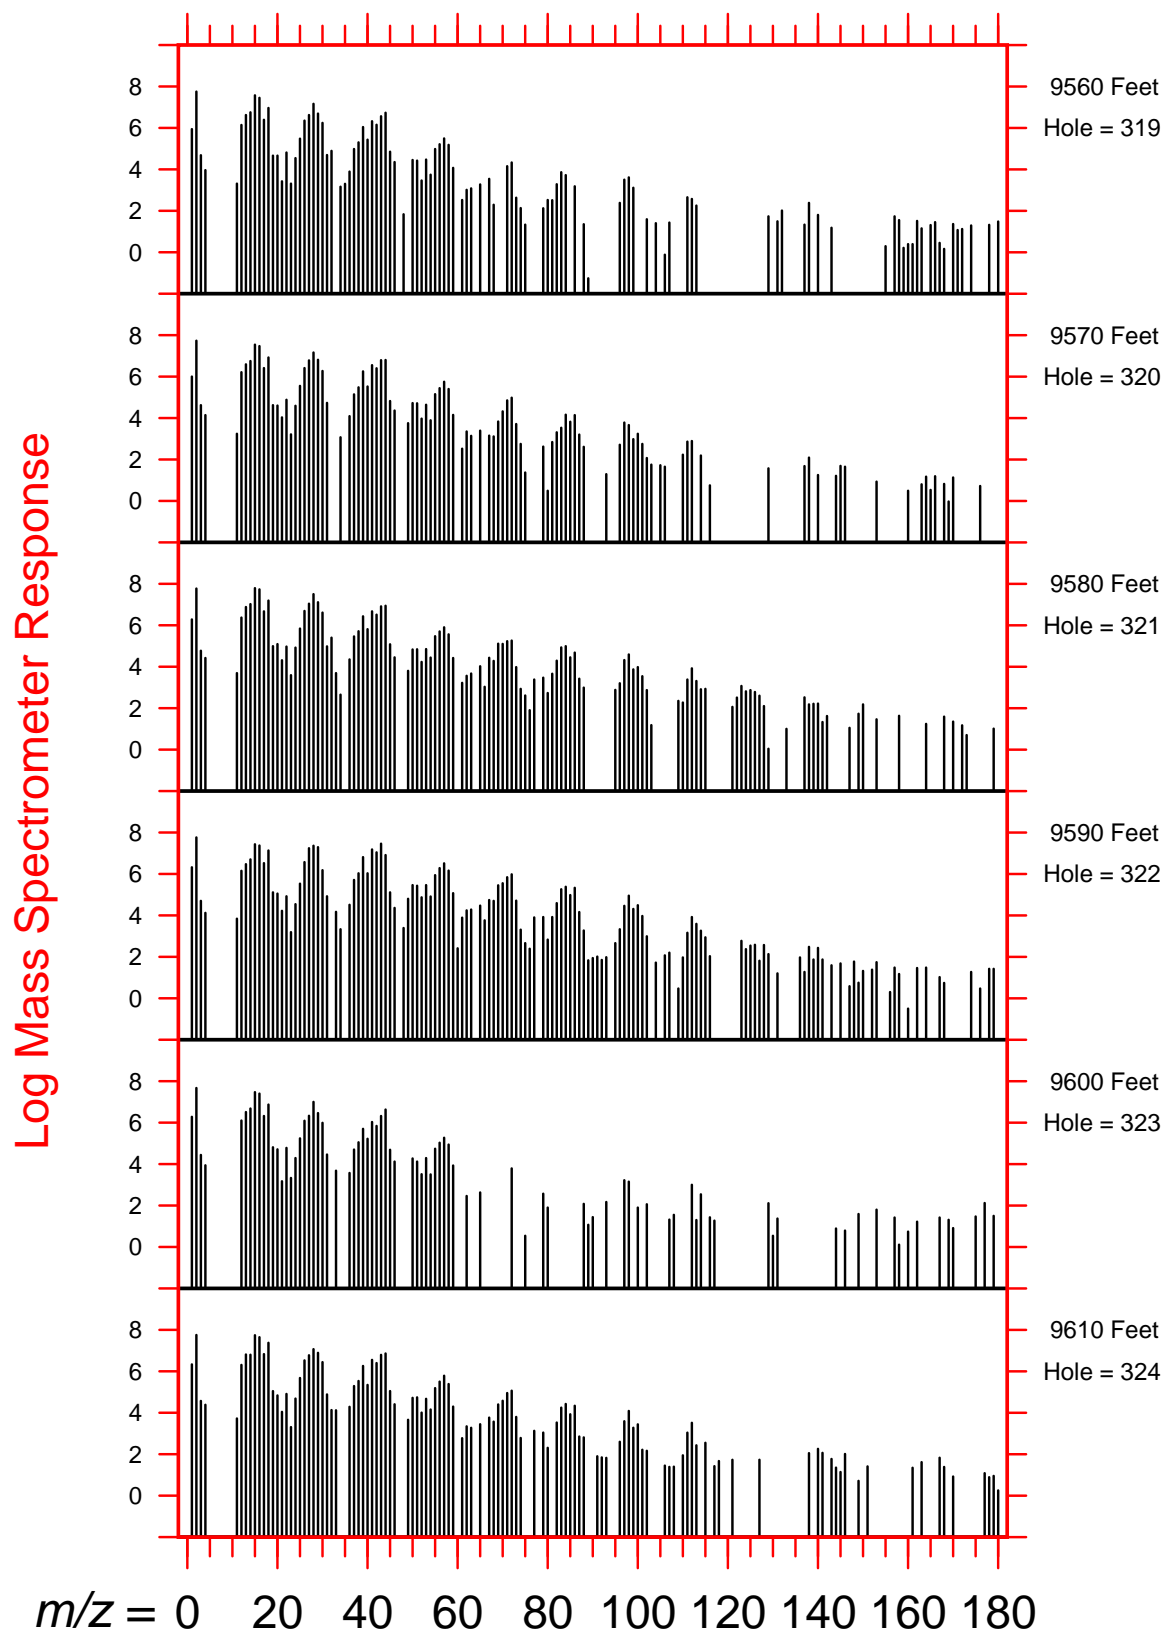 Log Mass Spectrometer Response
8
6
4
2
0
9560 Feet
Hole = 319
8
6
4
2
0
9570 Feet
Hole = 320
8
6
4
2
0
9580 Feet
Hole = 321
8
6
4
2
0
9590 Feet
Hole = 322
8
6
4
2
0
9600 Feet
Hole = 323
8
6
4
2
0
9610 Feet
Hole = 324
m/z = 0 20 40 60 80 100 120 140 160 180